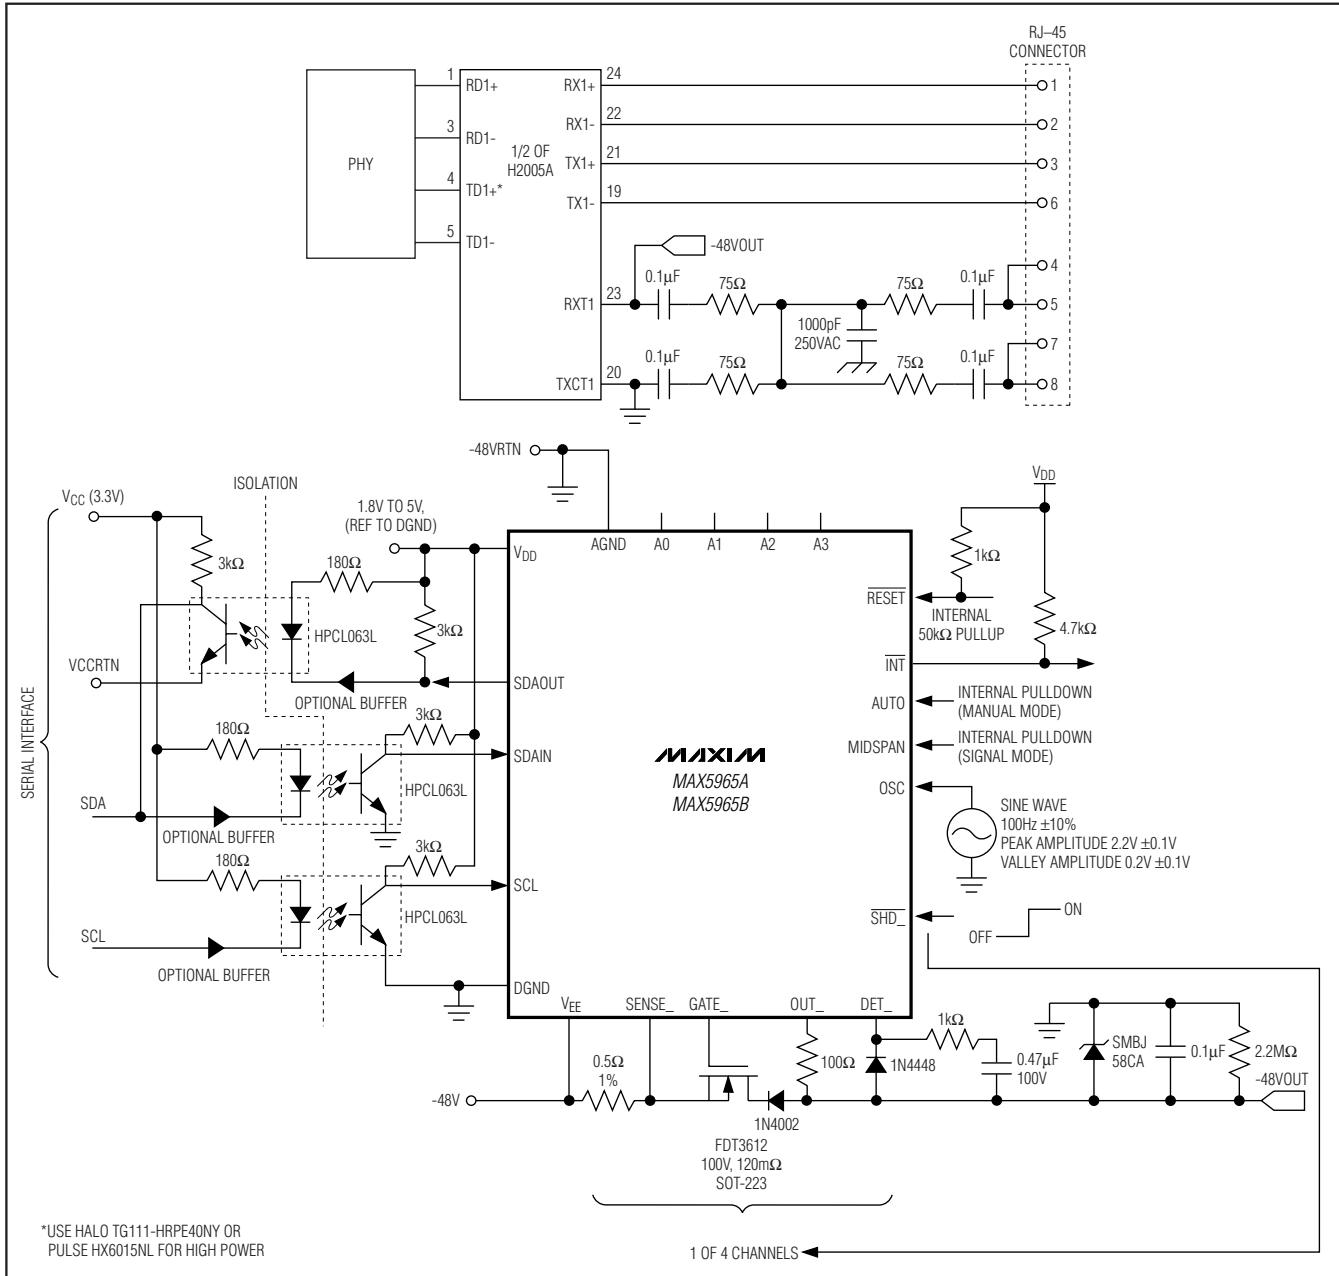 RJ–45
CONNECTOR
PHY
1
3
4
5
RD1+
RD1-
TD1+*
TD1-
1/2 OF
H2005A
RX1+
RX1-
TX1+
TX1-
RXT1
TXCT1
24
22
21
19
23
20
1
2
3
6
4
5
7
8
-48VOUT
0.1µF
75Ω
75Ω
0.1µF
1000pF
250VAC
0.1µF
75Ω
75Ω
0.1µF
-48VRTN
ISOLATION
VCC (3.3V)
1.8V TO 5V,
(REF TO DGND)
3kΩ
180Ω
HPCL063L
3kΩ
VCCRTN
OPTIONAL BUFFER
SERIAL INTERFACE
180Ω
3kΩ
HPCL063L
SDA
OPTIONAL BUFFER
180Ω
3kΩ
HPCL063L
SCL
OPTIONAL BUFFER
AGND
A0
A1
A2
A3
VDD
SDAOUT
SDAIN
SCL
DGND
MAXIM
MAX5965A
MAX5965B
RESET
INT
AUTO
MIDSPAN
OSC
SHD_
VEE
SENSE_
GATE_
OUT_
DET_
VDD
1kΩ
INTERNAL
50kΩ PULLUP
4.7kΩ
INTERNAL PULLDOWN
(MANUAL MODE)
INTERNAL PULLDOWN
(SIGNAL MODE)
SINE WAVE
100Hz ±10%
PEAK AMPLITUDE 2.2V ±0.1V
VALLEY AMPLITUDE 0.2V ±0.1V
ON
OFF
-48V
0.5Ω
1%
100Ω
1N4448
1kΩ
0.47µF
100V
SMBJ
58CA
0.1µF
2.2MΩ
-48VOUT
1N4002
FDT3612
100V, 120mΩ
SOT-223
1 OF 4 CHANNELS
*USE HALO TG111-HRPE40NY OR
PULSE HX6015NL FOR HIGH POWER